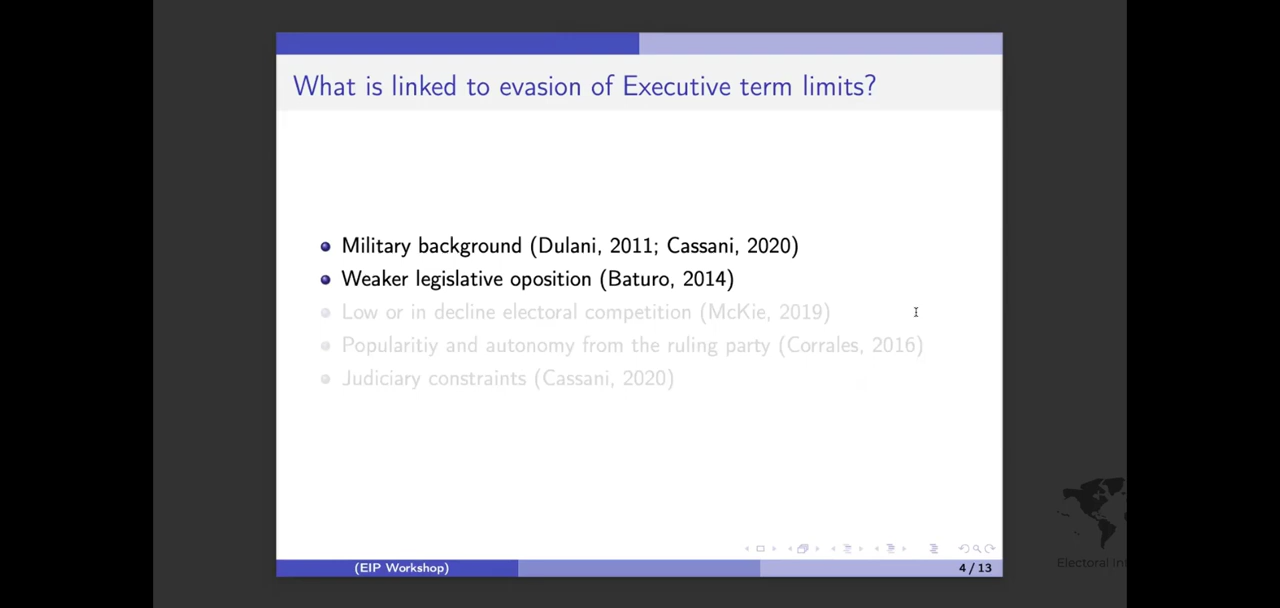 What is linked to evasion of Executive term limits?
Military background (Dulani, 2011; Cassani, 2020)
Weaker legislative oposition (Baturo, 2014)
Low or in decline electoral competition (McKie, 2019)
Popularitiy and autonomy from the ruling party (Corrales, 2016)
Judiciary constraints (Cassani, 2020)
(EIP Workshop)
4 / 13
Electoral